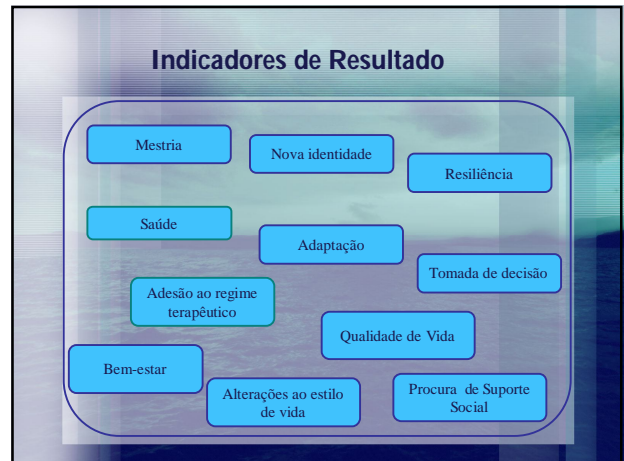 Indicadores de Resultado
Mestria
Nova identidade
Resiliência
Saúde
Adaptação
Tomada de decisão
Adesão ao regime
terapêutico
Qualidade de Vida
Bem-estar
Alterações ao estilo
de vida
Procura de Suporte
Social